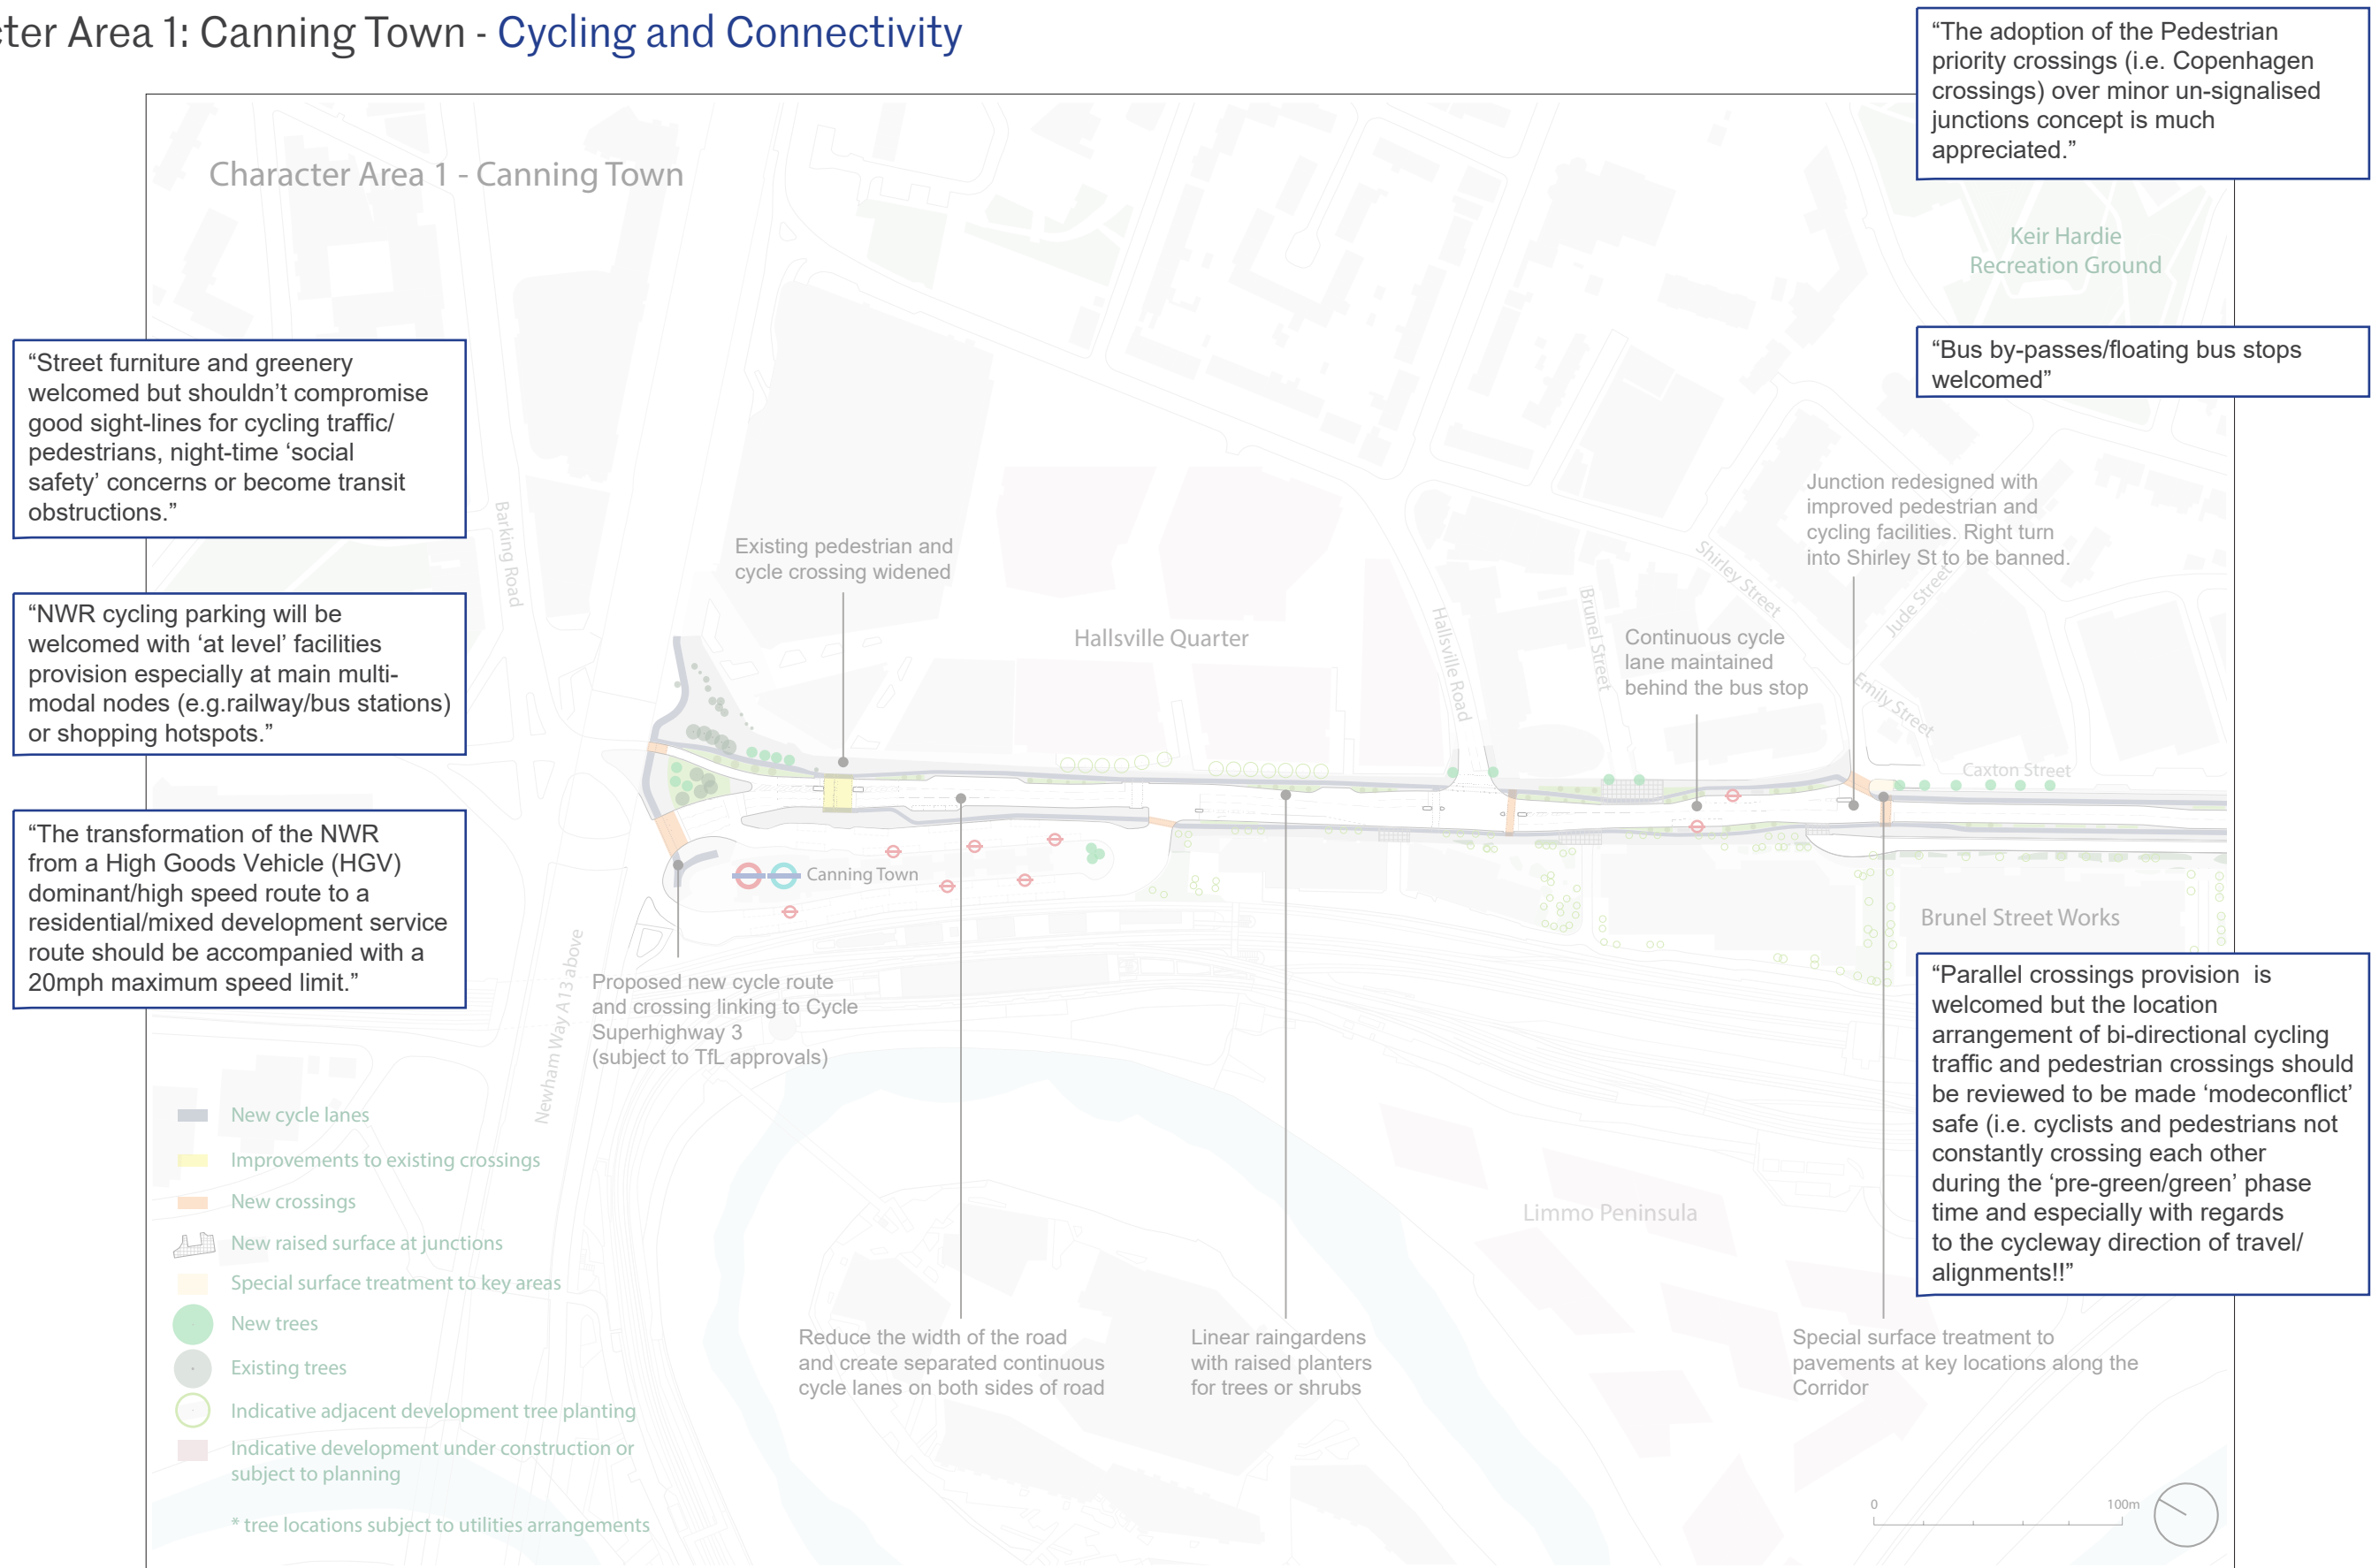 cter Area 1: Canning Town - Cycling and Connectivity
“The adoption of the Pedestrian
priority crossings (i.e. Copenhagen
crossings) over minor un-signalised
junctions concept is much
appreciated.”
Character Area 1 - Canning Town
Keir Hardie
Recreation Ground
“Bus by-passes/floating bus stops
welcomed”
“Street furniture and greenery
welcomed but shouldn’t compromise
good sight-lines for cycling traffic/
pedestrians, night-time ‘social
safety’ concerns or become transit
obstructions.”
Barking Road
Existing pedestrian and
cycle crossing widened
Junction redesigned with
improved pedestrian and
cycling facilities. Right turn
into Shirley St to be banned.
Shirley Street
Jude Street
Brunel Street
Hallsville Road
Hallsville Quarter
Continuous cycle
lane maintained
behind the bus stop
Emily Street
Caxton Street
“NWR cycling parking will be
welcomed with ‘at level’ facilities
provision especially at main multi-
modal nodes (e.g.railway/bus stations)
or shopping hotspots.”
“The transformation of the NWR
from a High Goods Vehicle (HGV)
dominant/high speed route to a
residential/mixed development service
route should be accompanied with a
20mph maximum speed limit.”
Canning Town
Brunel Street Works
Newham Way A13 above
Proposed new cycle route
and crossing linking to Cycle
Superhighway 3
(subject to TfL approvals)
“Parallel crossings provision  is
welcomed but the location
arrangement of bi-directional cycling
traffic and pedestrian crossings should
be reviewed to be made ‘modeconflict’
safe (i.e. cyclists and pedestrians not
constantly crossing each other
during the ‘pre-green/green’ phase
time and especially with regards
to the cycleway direction of travel/
alignments!!”
Limmo Peninsula
New cycle lanes
Improvements to existing crossings
New crossings
New raised surface at junctions
Special surface treatment to key areas
New trees
Existing trees
Indicative adjacent development tree planting
Indicative development under construction or
subject to planning
* tree locations subject to utilities arrangements
Reduce the width of the road
and create separated continuous
cycle lanes on both sides of road
Linear raingardens
with raised planters
for trees or shrubs
Special surface treatment to
pavements at key locations along the
Corridor
0
100m